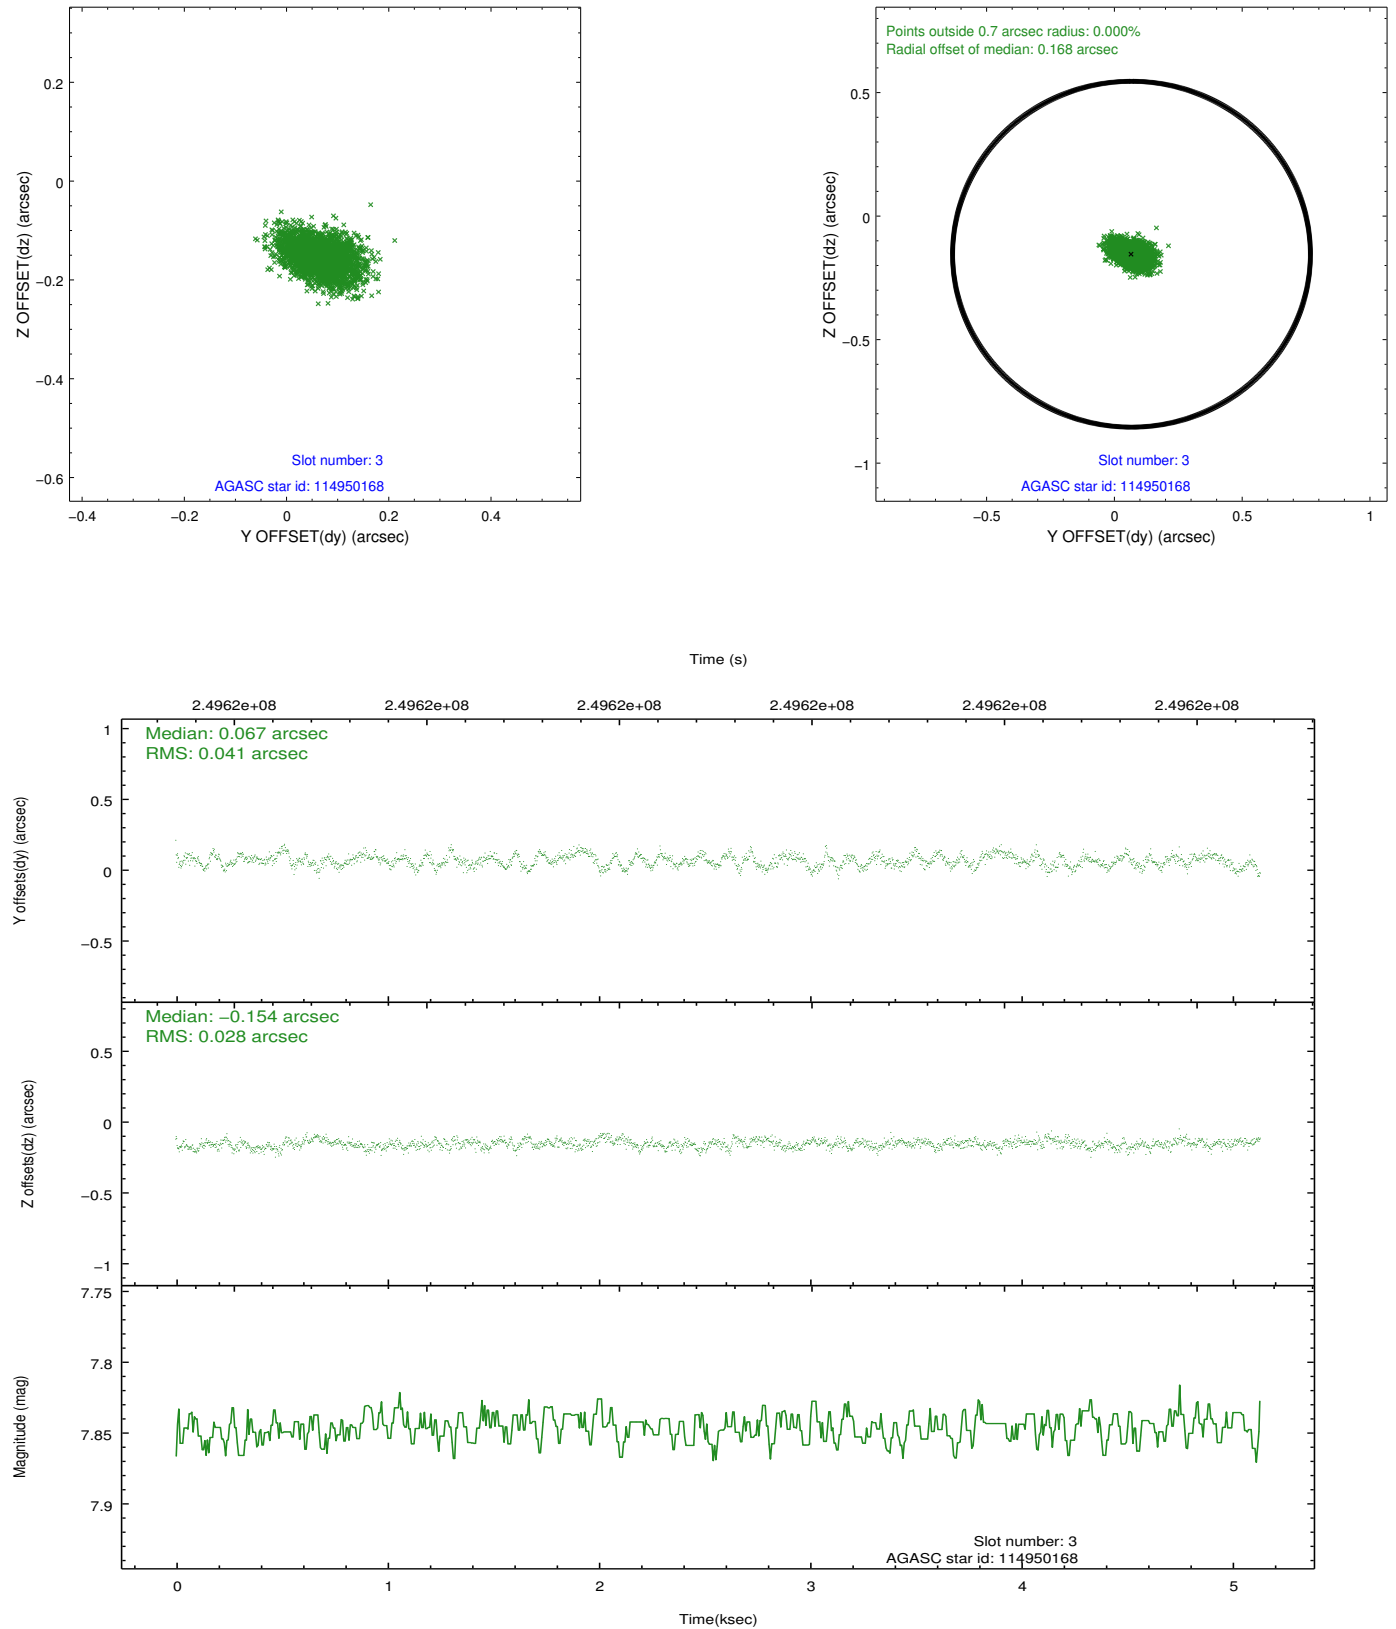 0.2
0
−0.2
−0.4
−0.6
Z OFFSET(dz) (arcsec)
Slot number: 3
AGASC star id: 114950168
−0.4
−0.2
0
0.2
0.4
Y OFFSET(dy) (arcsec)
Points outside 0.7 arcsec radius: 0.000%
Radial offset of median: 0.168 arcsec
0.5
0
−0.5
−1
Z OFFSET(dz) (arcsec)
Slot number: 3
AGASC star id: 114950168
−0.5
0
0.5
1
Y OFFSET(dy) (arcsec)
Time (s)
2.4962e+08
2.4962e+08
2.4962e+08
2.4962e+08
2.4962e+08
2.4962e+08
Median: 0.067 arcsec
RMS: 0.041 arcsec
1
0.5
0
−0.5
Y offsets(dy) (arcsec)
Median: −0.154 arcsec
RMS: 0.028 arcsec
0.5
0
−0.5
−1
Z offsets(dz) (arcsec)
7.75
7.8
7.85
7.9
Magnitude (mag)
Slot number: 3
AGASC star id: 114950168
0
1
2
3
4
5
Time(ksec)